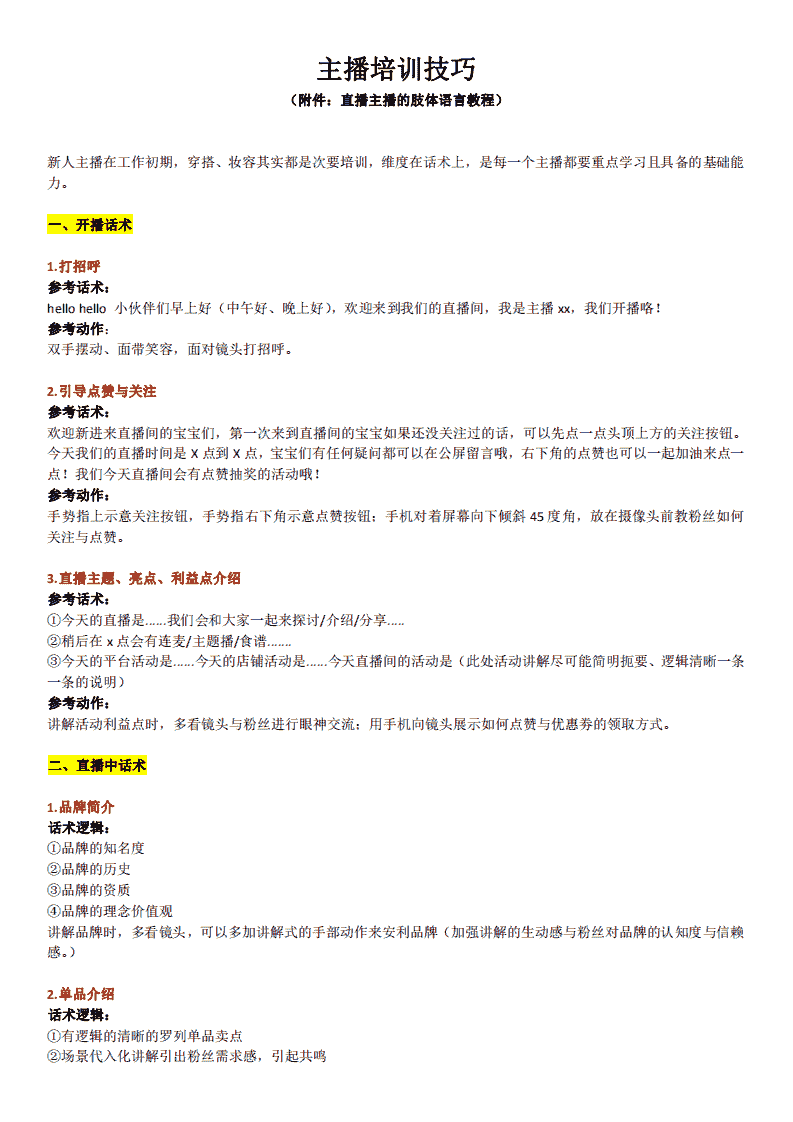 主播培训技巧
（附件：直播主播的肢体语言教程）
新人主播在工作初期，穿搭、妆容其实都是次要培训，维度在话术上，是每一个主播都要重点学习且具备的基础能
力。
一、开播话术
1.打招呼
参考话术：
hello hello 小伙伴们早上好（中午好、晚上好），欢迎来到我们的直播间，我是主播 xx，我们开播咯！
参考动作：
双手摆动、面带笑容，面对镜头打招呼。
2.引导点赞与关注
参考话术：
欢迎新进来直播间的宝宝们，第一次来到直播间的宝宝如果还没关注过的话，可以先点一点头顶上方的关注按钮。
今天我们的直播时间是 X 点到 X 点，宝宝们有任何疑问都可以在公屏留言哦，右下角的点赞也可以一起加油来点一
点！我们今天直播间会有点赞抽奖的活动哦！
参考动作：
手势指上示意关注按钮，手势指右下角示意点赞按钮；手机对着屏幕向下倾斜 45 度角，放在摄像头前教粉丝如何
关注与点赞。
3.直播主题、亮点、利益点介绍
参考话术：
①今天的直播是......我们会和大家一起来探讨/介绍/分享.....
②稍后在 x 点会有连麦/主题播/食谱.......
③今天的平台活动是......今天的店铺活动是......今天直播间的活动是（此处活动讲解尽可能简明扼要、逻辑清晰一条
一条的说明）
参考动作：
讲解活动利益点时，多看镜头与粉丝进行眼神交流；用手机向镜头展示如何点赞与优惠券的领取方式。
二、直播中话术
1.品牌简介
话术逻辑：
①品牌的知名度
②品牌的历史
③品牌的资质
④品牌的理念价值观
讲解品牌时，多看镜头，可以多加讲解式的手部动作来安利品牌（加强讲解的生动感与粉丝对品牌的认知度与信赖
感。）
2.单品介绍
话术逻辑：
①有逻辑的清晰的罗列单品卖点
②场景代入化讲解引出粉丝需求感，引起共鸣